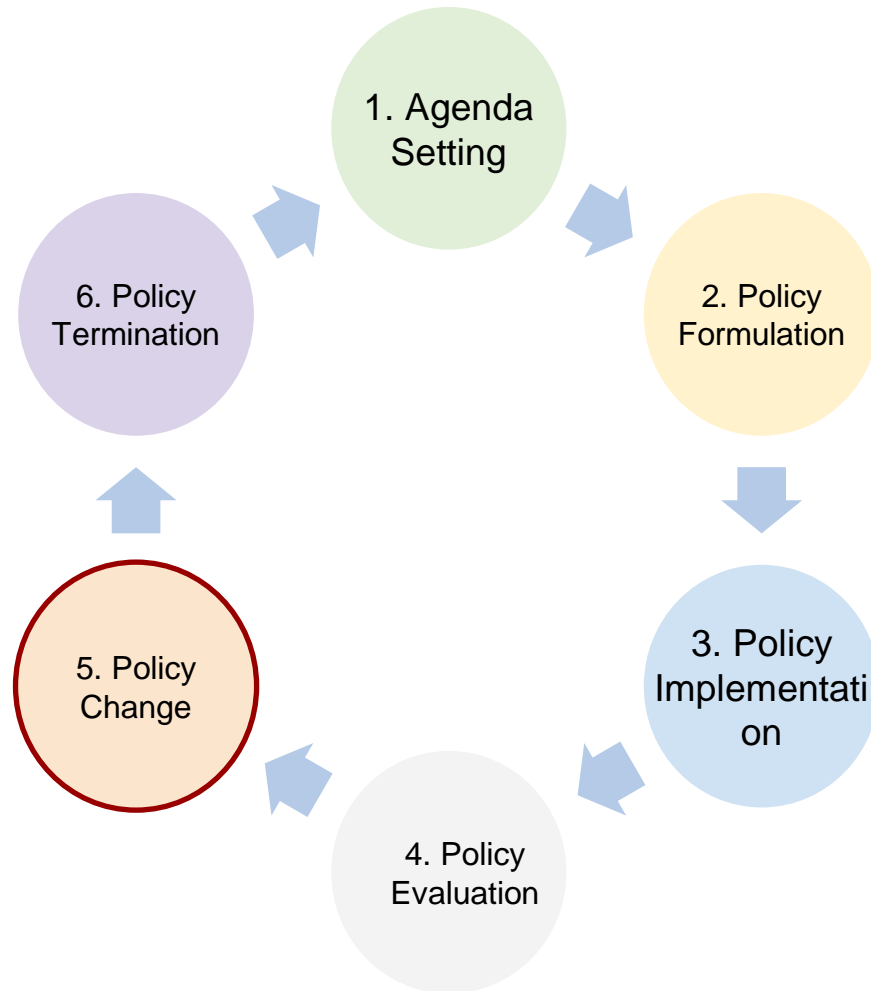 1. Agenda
Setting
2. Policy
Formulation
3. Policy
Implementati
on
4. Policy
Evaluation
5. Policy
Change
6. Policy
Termination